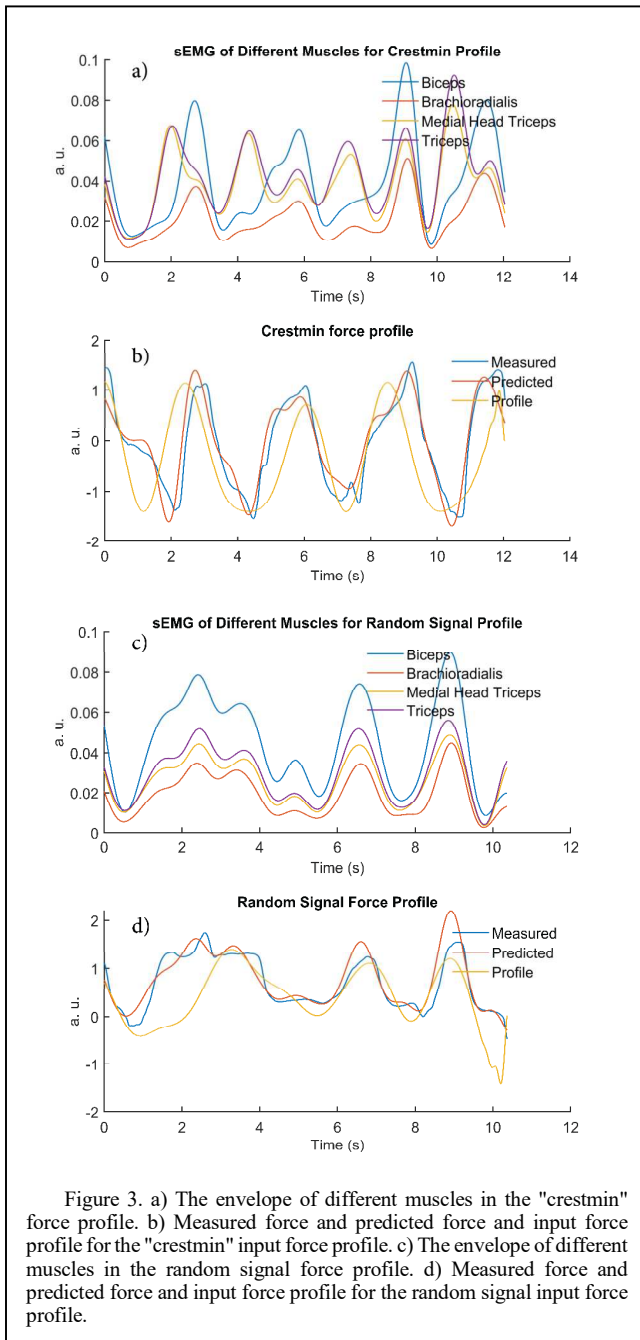 sEMG of Different Muscles for Crestmin Profile
a)
Biceps
Brachioradialis
Medial Head Triceps
Triceps
0.1
0.08
0.06
0.04
0.02
0
a. u.
0 2 4 6 8 10 12 14
Time (s)
Crestmin force profile
b)
Measured
Predicted
Profile
2
1
0
-1
-2
a. u.
0 2 4 6 8 10 12 14
Time (s)
sEMG of Different Muscles for Random Signal Profile
c)
Biceps
Brachioradialis
Medial Head Triceps
Triceps
0.1
0.08
0.06
0.04
0.02
0
a. u.
0 2 4 6 8 10 12
Time (s)
Random Signal Force Profile
d)
Measured
Predicted
Profile
2
1
0
-1
-2
a. u.
0 2 4 6 8 10 12
Time (s)
Figure 3. a) The envelope of different muscles in the "crestmin"
force profile. b) Measured force and predicted force and input force
profile for the "crestmin" input force profile. c) The envelope of different
muscles in the random signal force profile. d) Measured force and
predicted force and input force profile for the random signal input force
profile.